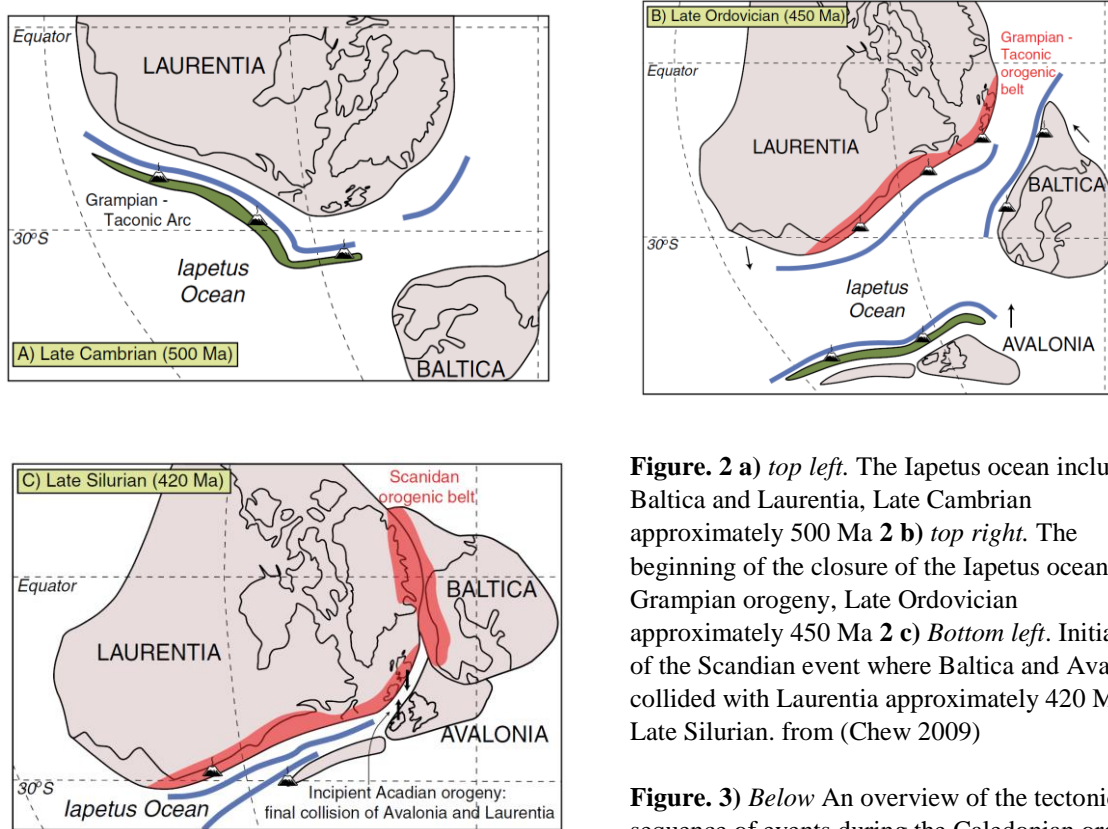 Equator
LAURENTIA
Grampian -
Taconic Arc
30°S
Iapetus
Ocean
A) Late Cambrian (500 Ma)
BALTICA
B) Late Ordovician (450 Ma)
Grampian -
Taconic
orogenic
belt
Equator
LAURENTIA
BALTICA
30°S
Iapetus
Ocean
AVALONIA
C) Late Silurian (420 Ma)
Scanidan
orogenic belt
Equator
BALTICA
LAURENTIA
AVALONIA
30°S
Iapetus Ocean
Incipient Acadian orogeny:
final collision of Avalonia and Laurentia
Figure. 2 a) top left. The Iapetus ocean inclu
Baltica and Laurentia, Late Cambrian
approximately 500 Ma 2 b) top right. The
beginning of the closure of the Iapetus ocean
Grampian orogeny, Late Ordovician
approximately 450 Ma 2 c) Bottom left. Initia
of the Scandian event where Baltica and Ava
collided with Laurentia approximately 420 M
Late Silurian. from (Chew 2009)
Figure. 3) Below An overview of the tectonic
sequence of events during the Caledonian